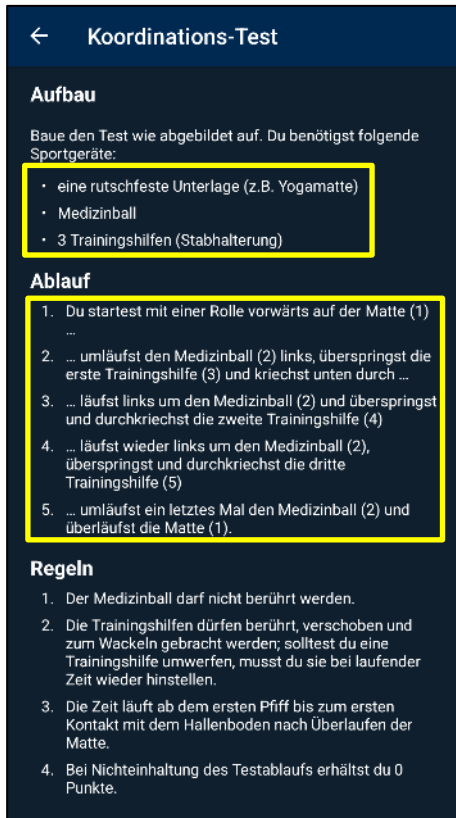 Koordinations-Test
Aufbau
Baue den Test wie abgebildet auf. Du benötigst folgende
Sportgeräte:
· eine rutschfeste Unterlage (z.B. Yogamatte)
· Medizinball
· 3 Trainingshilfen (Stabhalterung)
Ablauf
1. Du startest mit einer Rolle vorwärts auf der Matte (1)
...
2. ... umläufst den Medizinball (2) links, überspringst die
erste Trainingshilfe (3) und kriechst unten durch ...
3. ... läufst links um den Medizinball (2) und überspringst
und durchkriechst die zweite Trainingshilfe (4)
4. ... läufst wieder links um den Medizinball (2),
überspringst und durchkriechst die dritte
Trainingshilfe (5)
5. ... umläufst ein letztes Mal den Medizinball (2) und
überläufst die Matte (1).
Regeln
1. Der Medizinball darf nicht berührt werden.
2. Die Trainingshilfen dürfen berührt, verschoben und
zum Wackeln gebracht werden; solltest du eine
Trainingshilfe umwerfen, musst du sie bei laufender
Zeit wieder hinstellen.
3. Die Zeit läuft ab dem ersten Pfiff bis zum ersten
Kontakt mit dem Hallenboden nach Überlaufen der
Matte.
4. Bei Nichteinhaltung des Testablaufs erhältst du 0
Punkte.